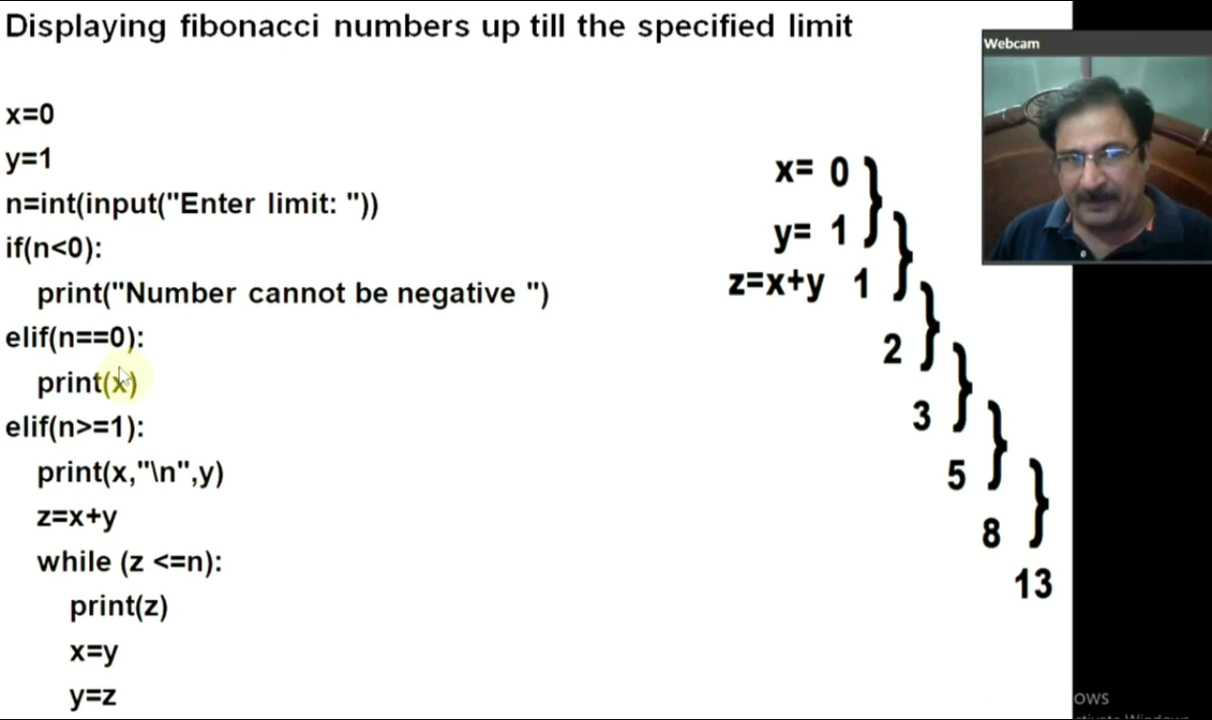 Displaying fibonacci numbers up till the specified limit
Webcam
x=0
y=1
n=int(input("Enter limit: "))
if(n<0):
print("Number cannot be negative ")
elif(n==0):
print(x)
elif(n>=1):
print(x,"\n",y)
z=x+y
while (z <=n):
print(z)
x=y
y=z
x= 0
y= 1
z=x+y 1
2
3
5
8
13
ows